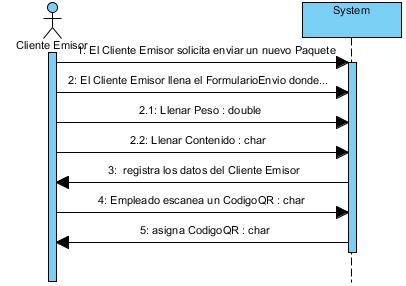 System
Cliente Emisor
1: El Cliente Emisor solicita enviar un nuevo Paquete
2: El Cliente Emisor llena el FormularioEnvio donde...
2.1: Llenar Peso : double
2.2: Llenar Contenido : char
3:  registra los datos del Cliente Emisor
4: Empleado escanea un CodigoQR : char
5: asigna CodigoQR : char